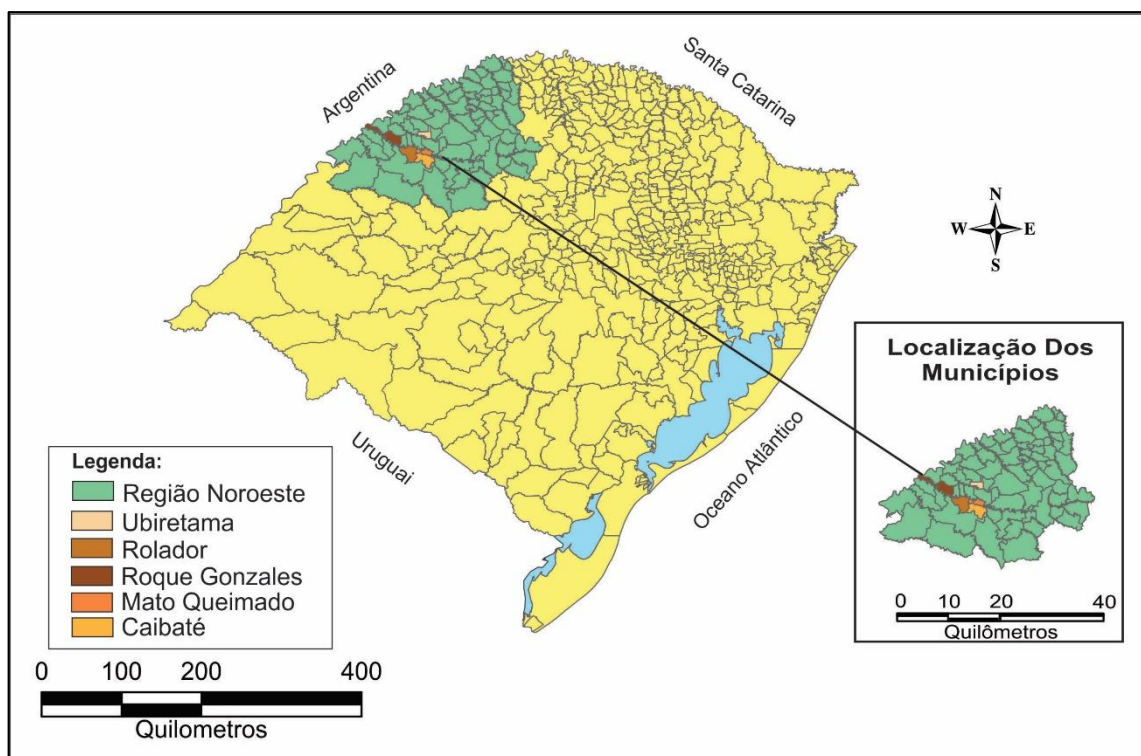 Argentina
Santa Catarina
N
W E
S
Uruguai
Oceano Atlântico
Legenda:
Região Noroeste
Ubiretama
Rolador
Roque Gonzales
Mato Queimado
Caibaté
0 100 200 400
Quilometros
Localização Dos
Municípios
0 10 20 40
Quilômetros